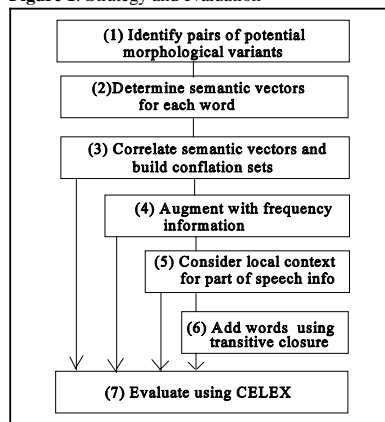 Figure 2: Strategy and evaluation
(1) Identify pairs of potential
morphological variants
(2)Determine semantic vectors
for each word
(3) Correlate semantic vectors and
build conflation sets
(4) Augment with frequency
information
(5) Consider local context
for part of speech info
(6) Add words using
transitive closure
(7) Evaluate using CELEX